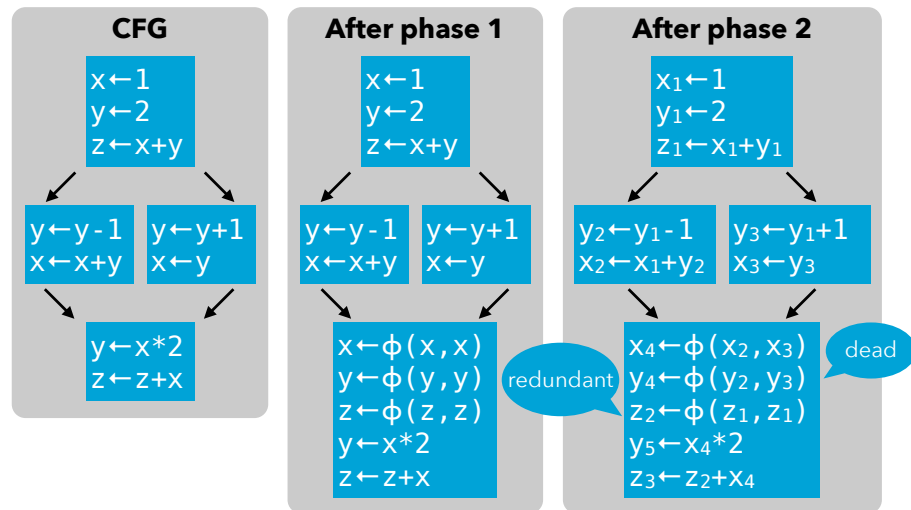 CFG
x←1
y←2
z←x+y
y←y-1
x←x+y
y←y+1
x←y
y←x*2
z←z+x
After phase 1
x←1
y←2
z←x+y
y←y-1
x←x+y
y←y+1
x←y
x←ϕ(x,x)
y←ϕ(y,y)
z←ϕ(z,z)
y←x*2
z←z+x
After phase 2
x₁←1
y₁←2
z₁←x₁+y₁
y₂←y₁-1
x₂←x₁+y₂
y₃←y₁+1
x₃←y₃
x₄←ϕ(x₂,x₃)
y₄←ϕ(y₂,y₃)
z₂←ϕ(z₁,z₁)
y₅←x₄*2
z₃←z₂+x₄
redundant
dead